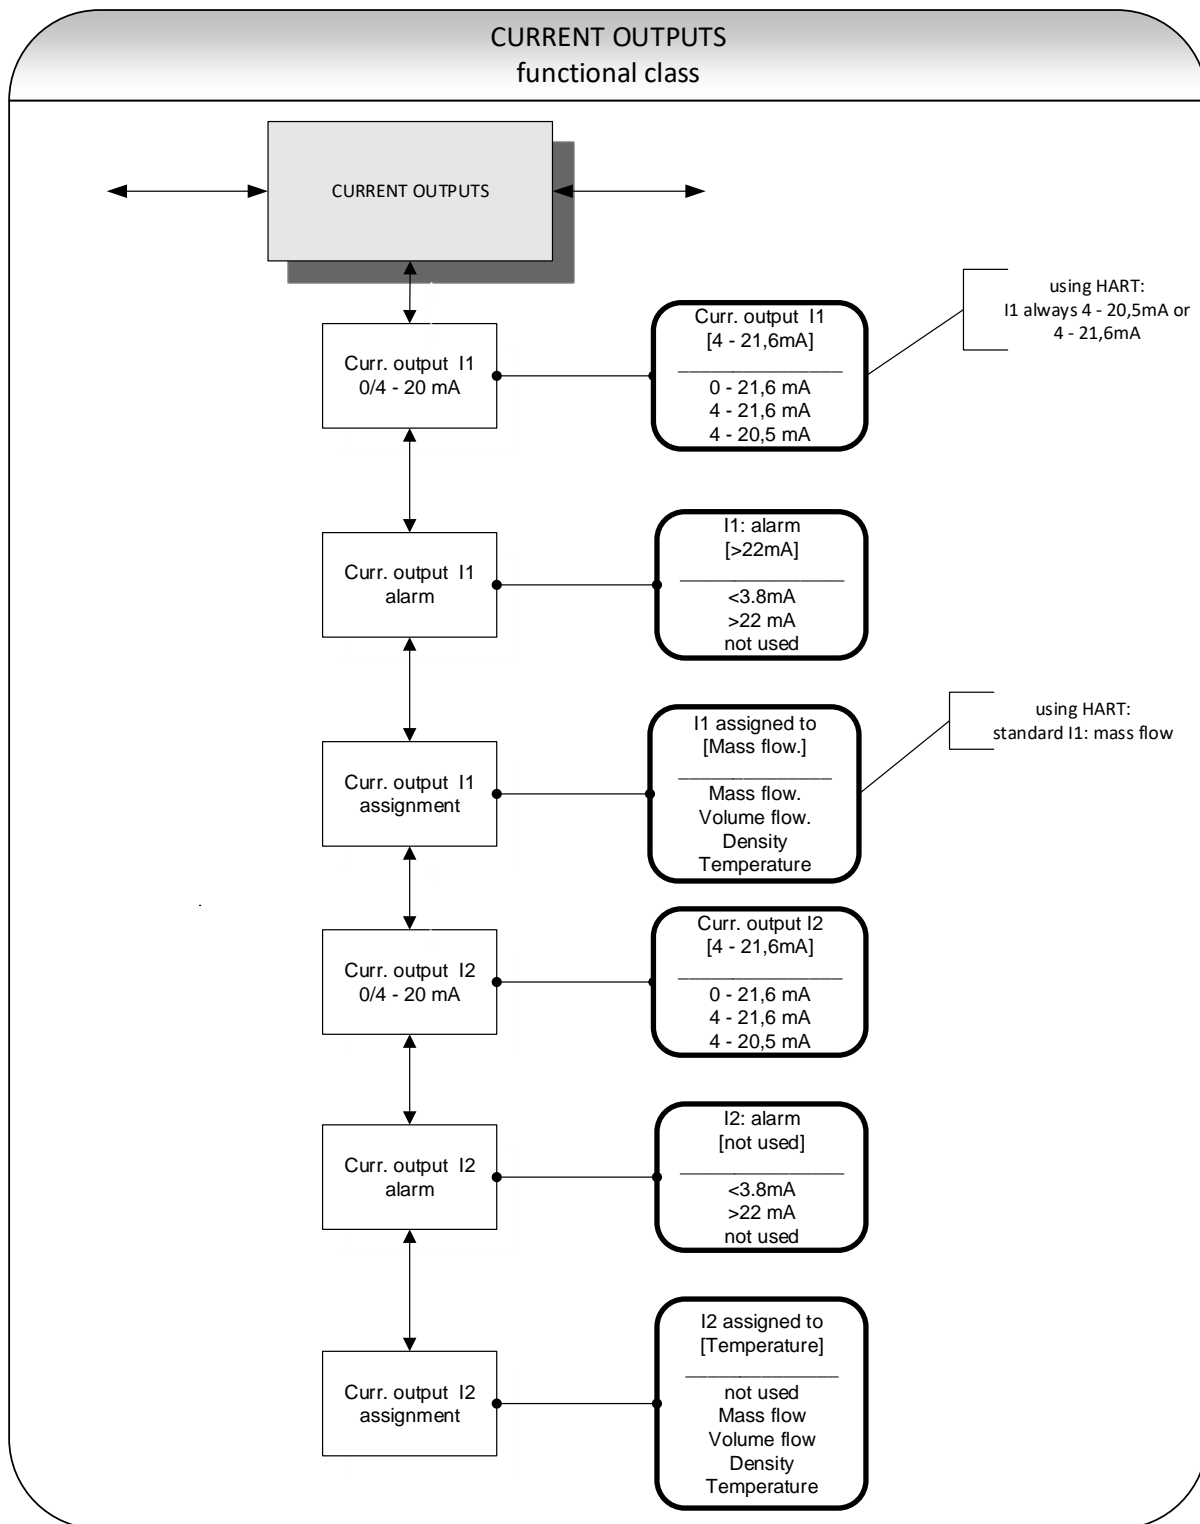 CURRENT OUTPUTS
functional class
CURRENT OUTPUTS
Curr. output I1
0/4 - 20 mA
Curr. output I1
[4 - 21,6mA]
0 - 21,6 mA
4 - 21,6 mA
4 - 20,5 mA
using HART:
I1 always 4 - 20,5mA or
4 - 21,6mA
Curr. output I1
alarm
I1: alarm
[>22mA]
<3.8mA
>22 mA
not used
Curr. output I1
assignment
I1 assigned to
[Mass flow.]
Mass flow.
Volume flow.
Density
Temperature
using HART:
standard I1: mass flow
Curr. output I2
0/4 - 20 mA
Curr. output I2
[4 - 21,6mA]
0 - 21,6 mA
4 - 21,6 mA
4 - 20,5 mA
Curr. output I2
alarm
I2: alarm
[not used]
<3.8mA
>22 mA
not used
Curr. output I2
assignment
I2 assigned to
[Temperature]
not used
Mass flow
Volume flow
Density
Temperature